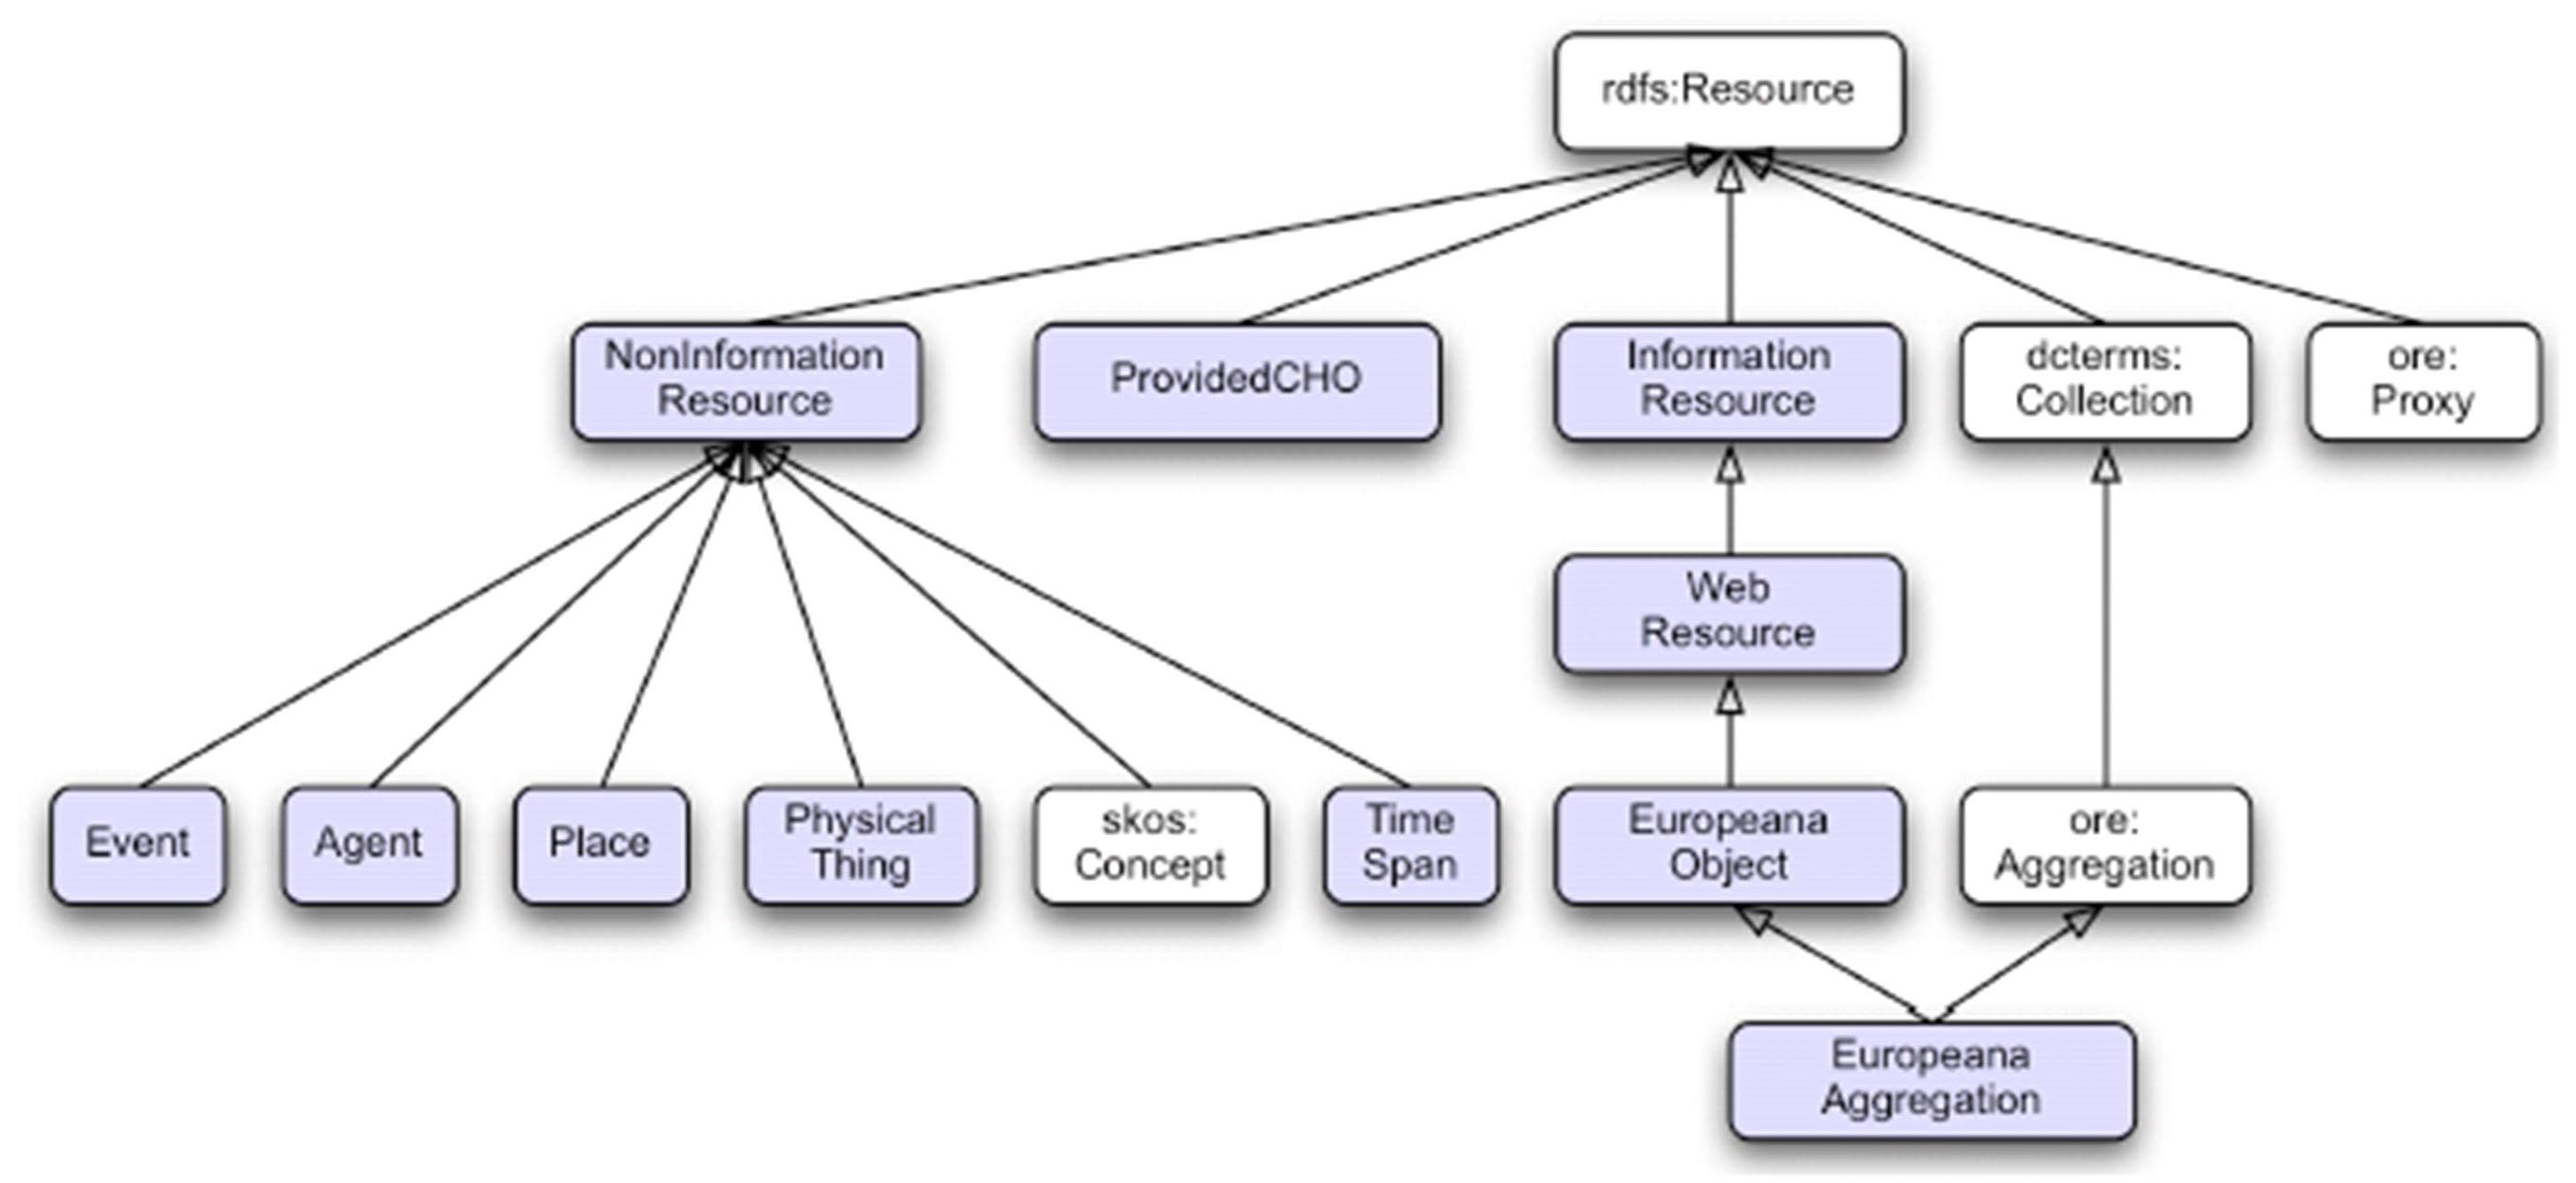 rdfs:Resource
NonInformation
Resource
ProvidedCHO
Information
Resource
dcterms:
Collection
ore:
Proxy
Web
Resource
Event
Agent
Place
Physical
Thing
skos:
Concept
Time
Span
Europeana
Object
ore:
Aggregation
Europeana
Aggregation